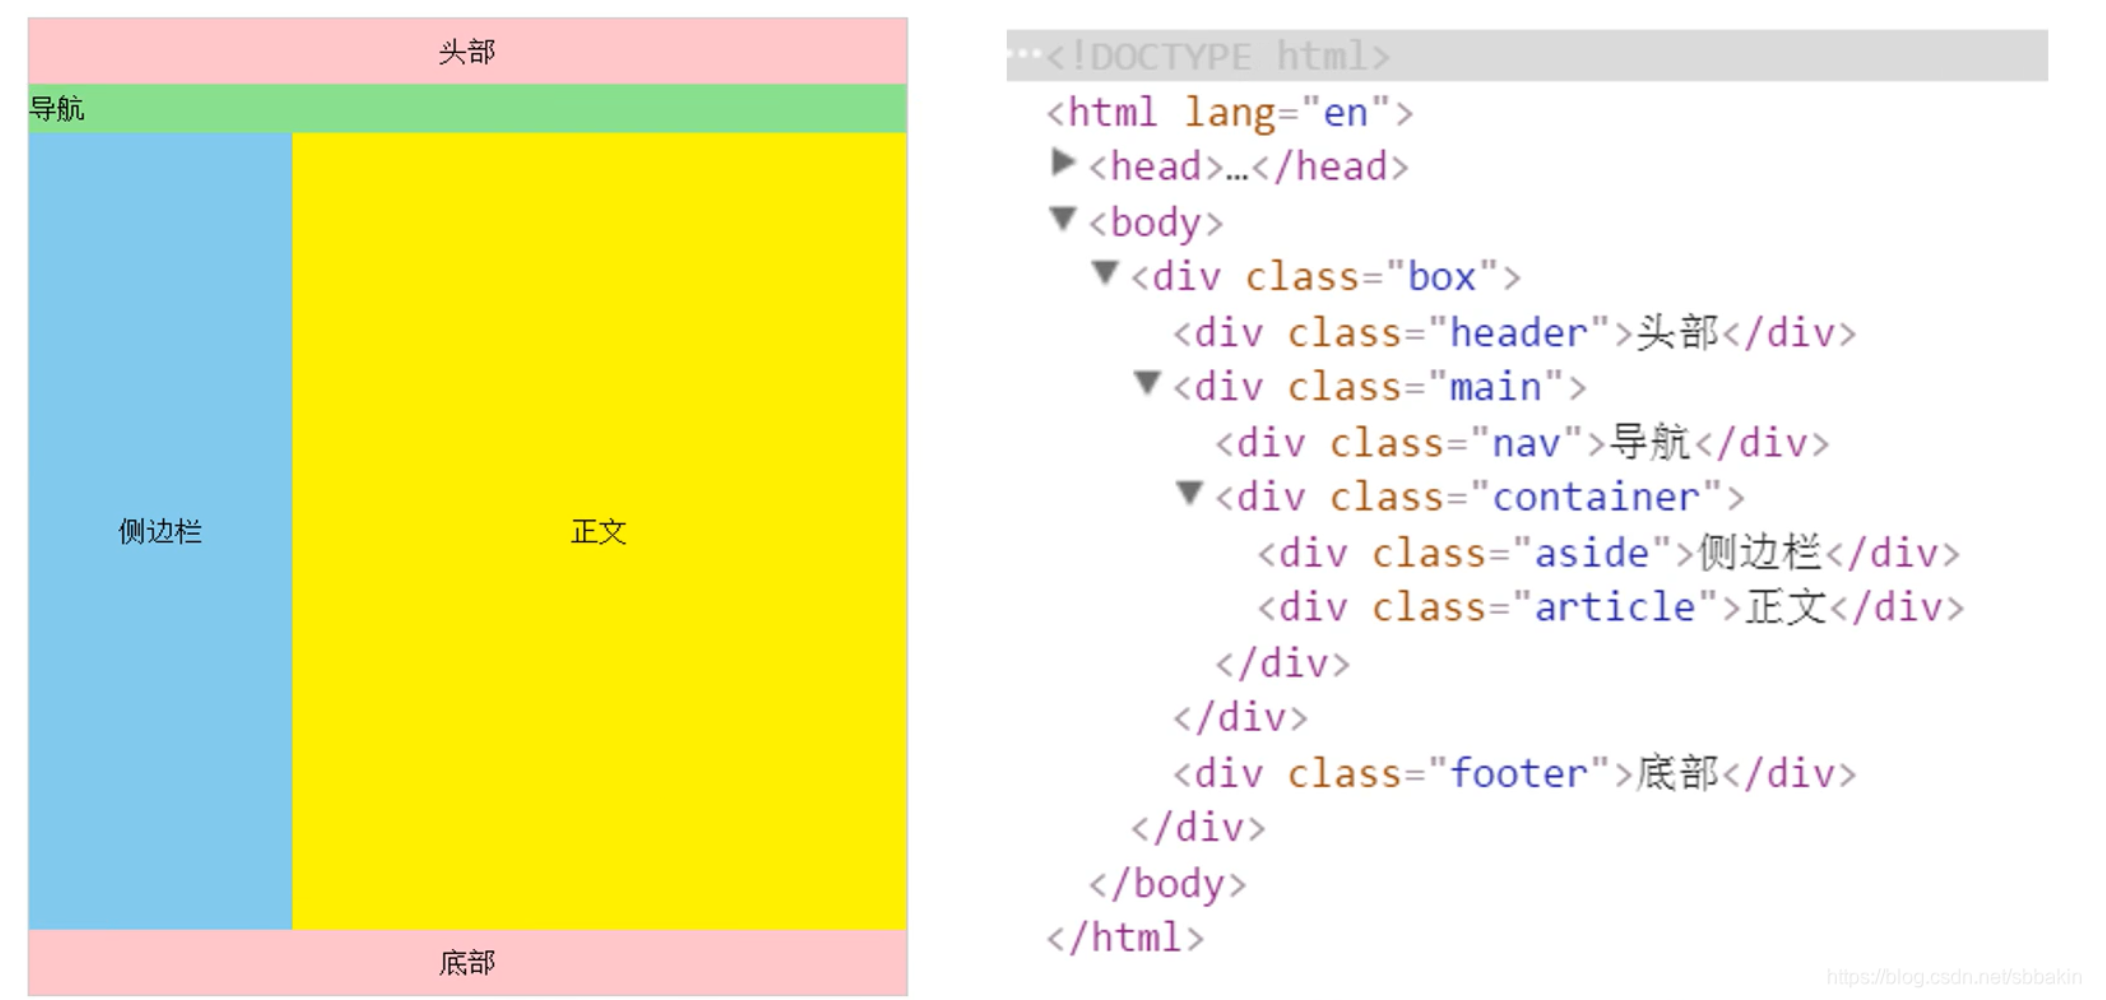 头部
导航
侧边栏
正文
底部
…<!DOCTYPE html>
<html lang="en">
<head>…</head>
<body>
<div class="box">
<div class="header">头部</div>
<div class="main">
<div class="nav">导航</div>
<div class="container">
<div class="aside">侧边栏</div>
<div class="article">正文</div>
</div>
</div>
<div class="footer">底部</div>
</div>
</body>
</html>
https://blog.csdn.net/sbbakin